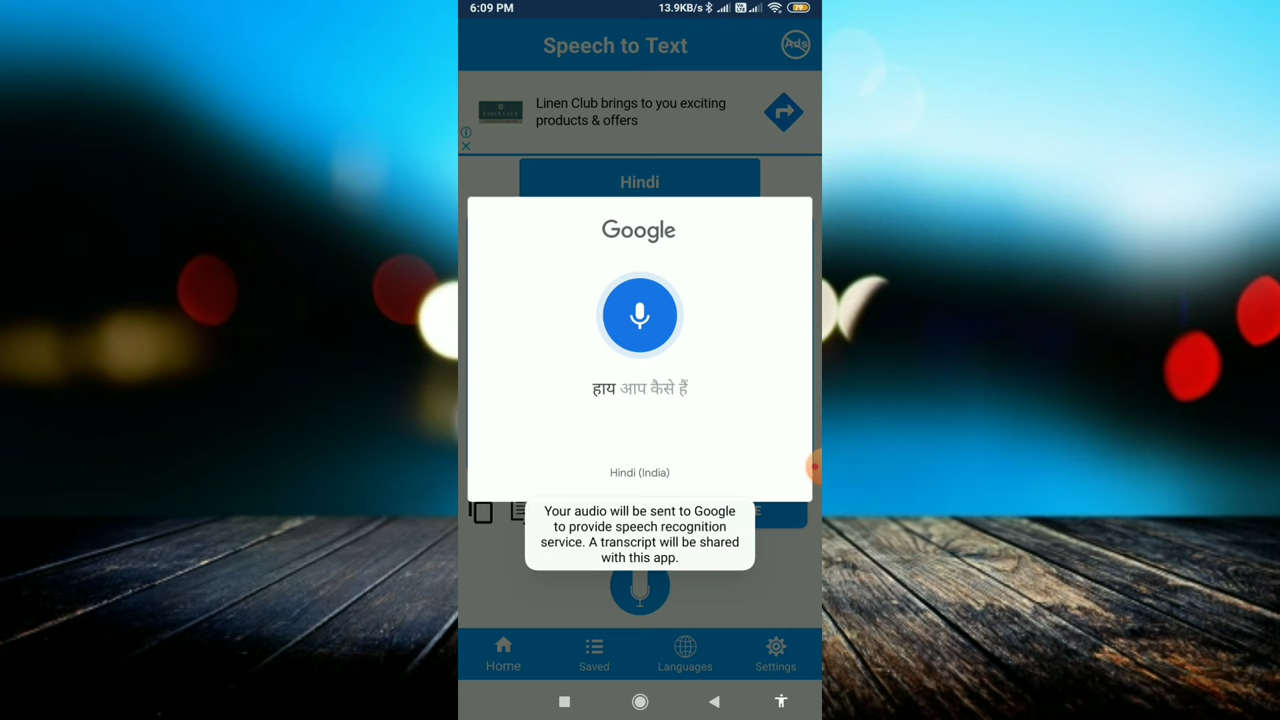 6:09 PM
13.9KB/s
79
Speech to Text
Ads
Linen Club brings to you exciting
products & offers
Hindi
Google
हाय आप कैसे हैं
Hindi (India)
E
Your audio will be sent to Google
to provide speech recognition
service. A transcript will be shared
with this app.
Home
Saved
Languages
Settings